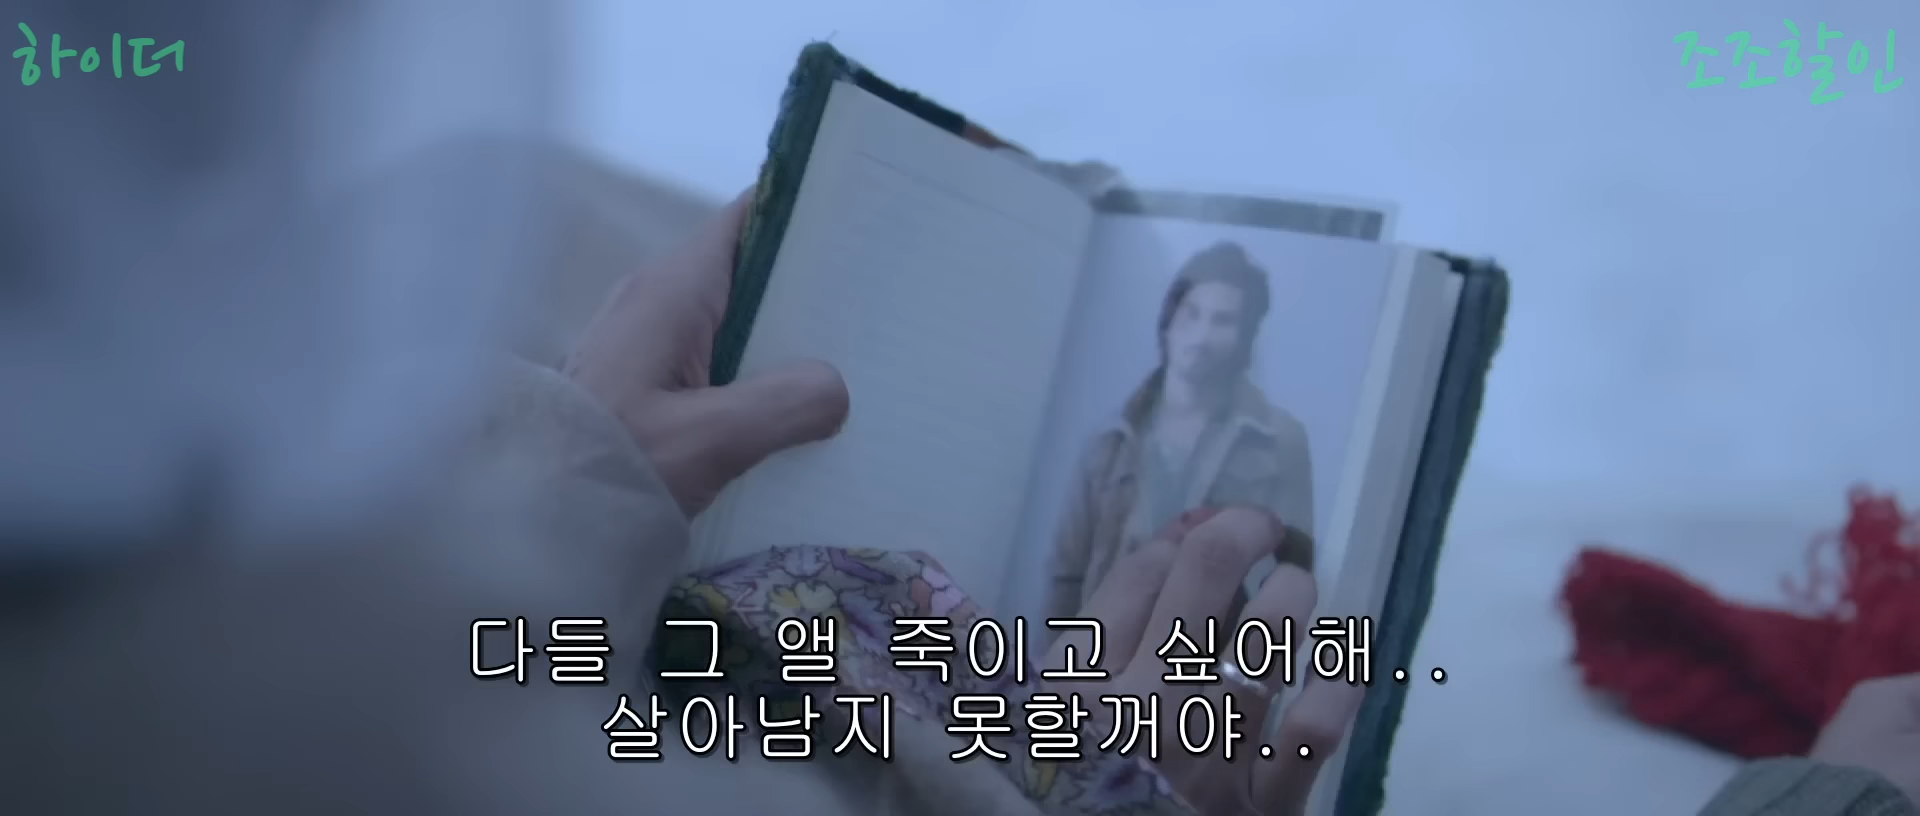 하이더
조조할인
다들 그 앨 죽이고 싶어해..
살아남지 못할꺼야..